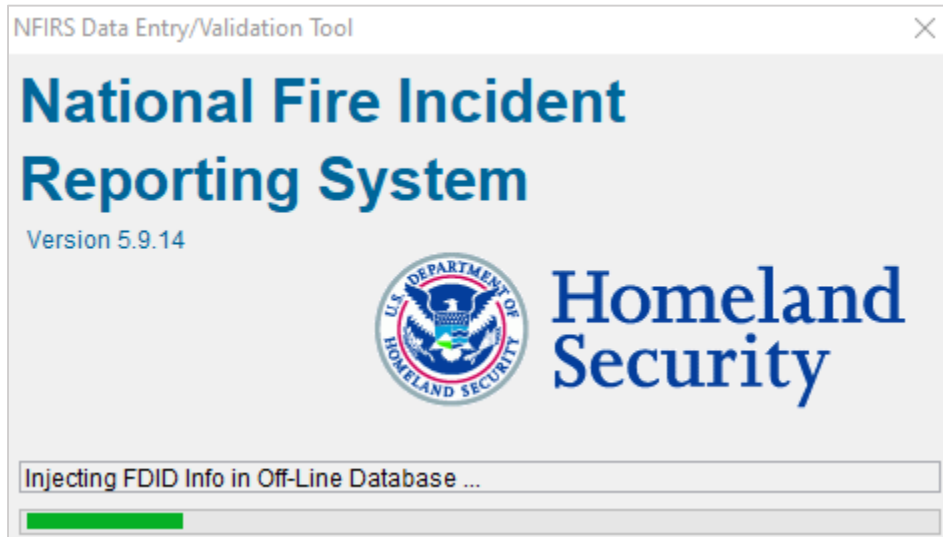 NFIRS Data Entry/Validation Tool
National Fire Incident
Reporting System
Version 5.9.14
U.S. DEPARTMENT OF
HOMELAND SECURITY
Homeland
Security
Injecting FDID Info in Off-Line Database ...